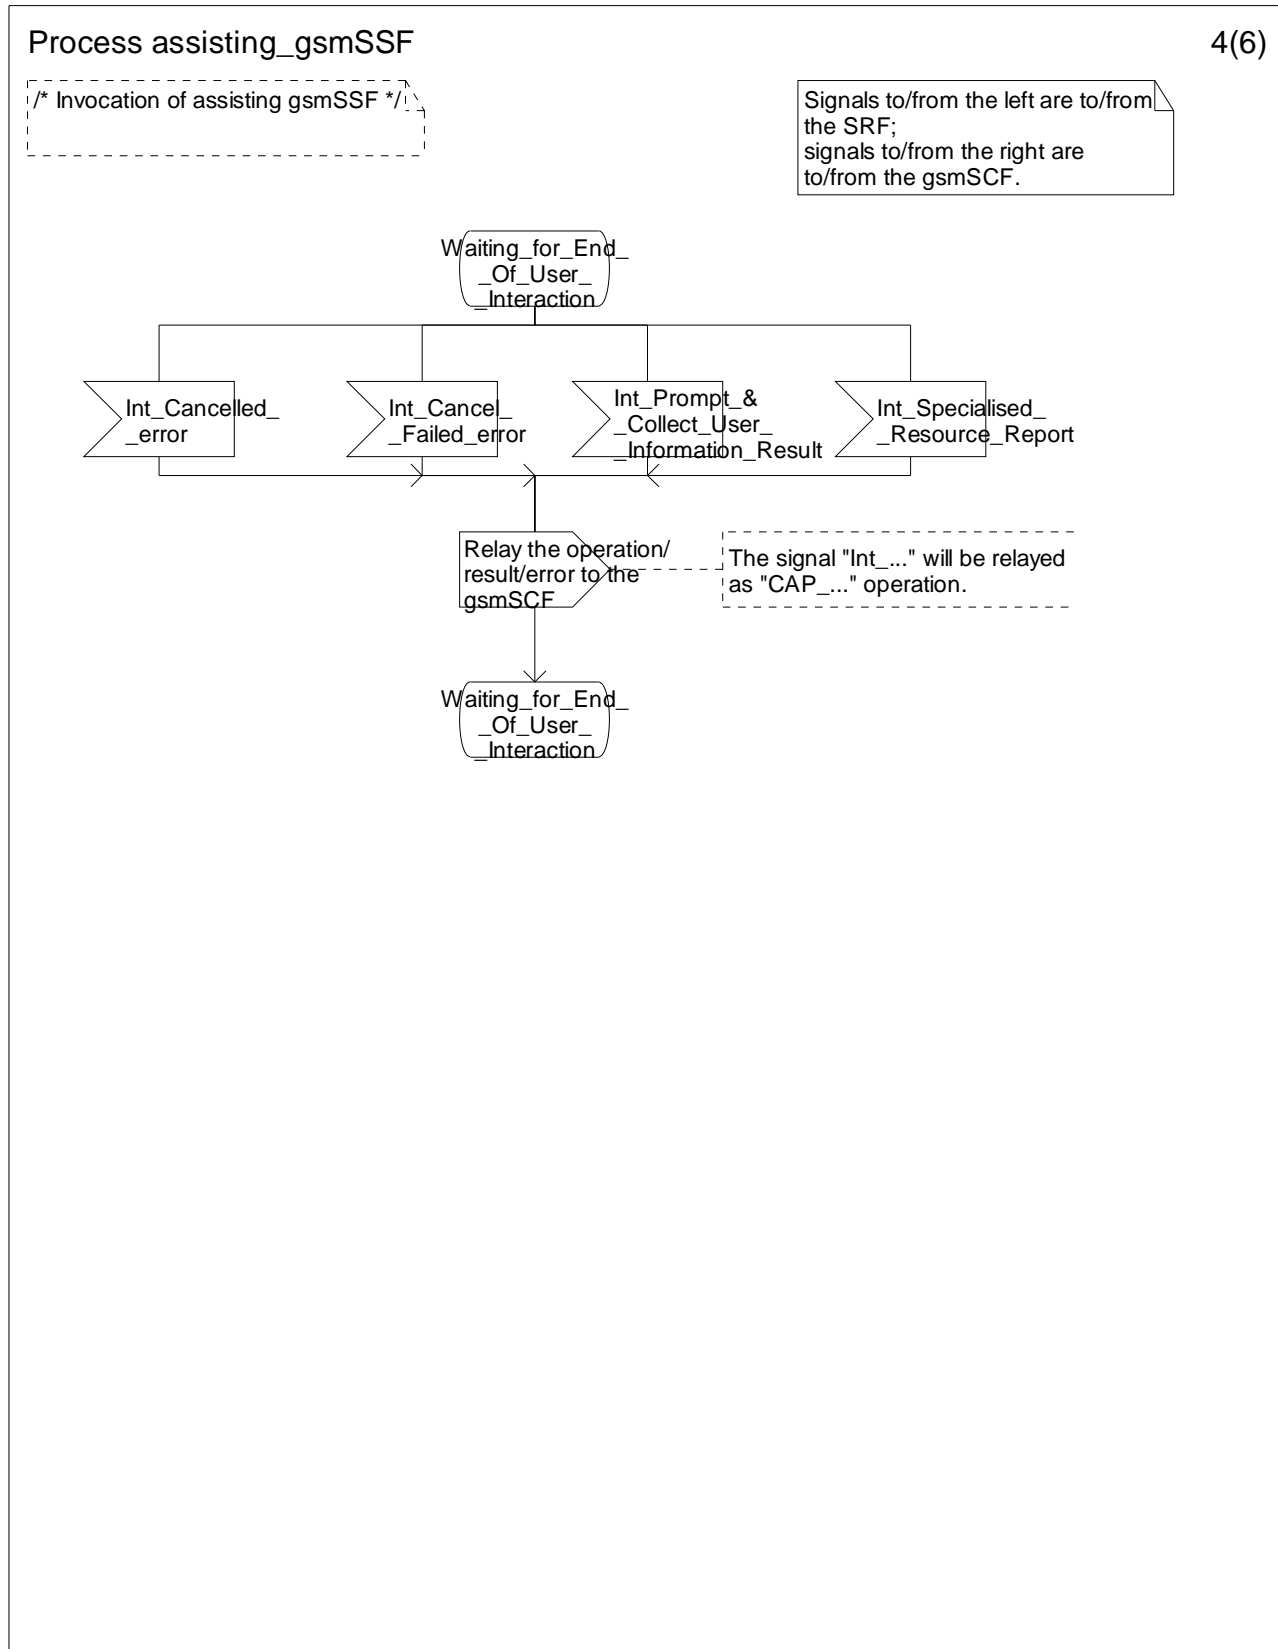 Process assisting_gsmSSF
4(6)
/* Invocation of assisting gsmSSF */
Signals to/from the left are to/from
the SRF;
signals to/from the right are
to/from the gsmSCF.
Waiting_for_End_
_Of_User_
_Interaction
Int_Cancelled_
_error
Int_Cancel_
_Failed_error
Int_Prompt_&
_Collect_User_
_Information_Result
Int_Specialised_
_Resource_Report
Relay the operation/
result/error to the
gsmSCF
The signal "Int_..." will be relayed
as "CAP_..." operation.
Waiting_for_End_
_Of_User_
_Interaction